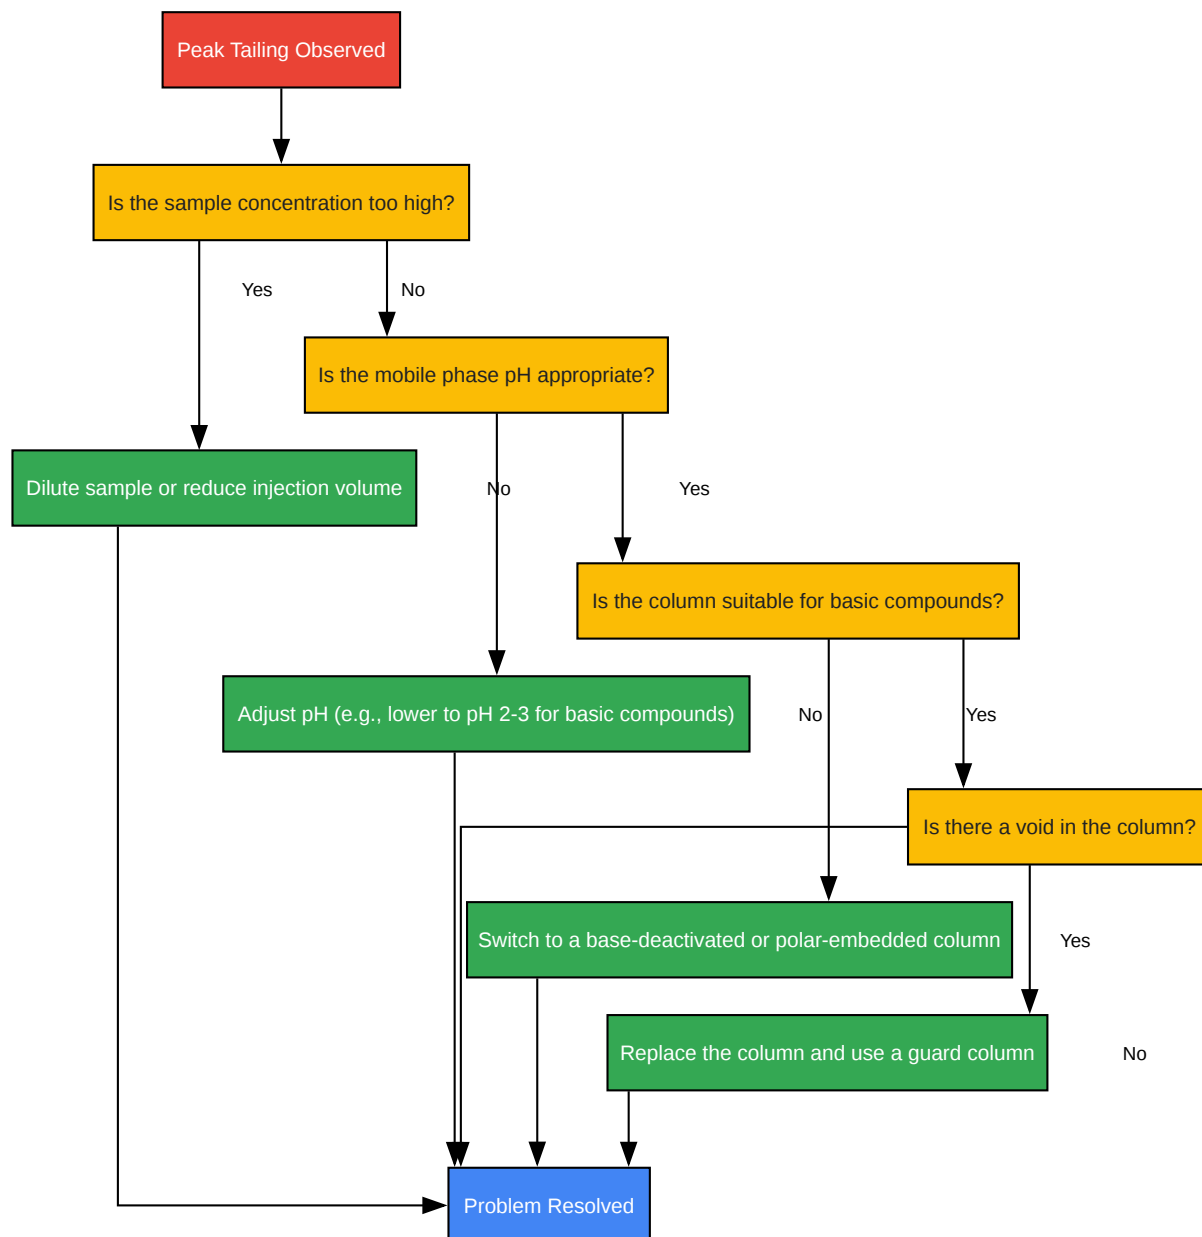 Peak Tailing Observed
Is the sample concentration too high?
Yes
No
Is the mobile phase pH appropriate?
Dilute sample or reduce injection volume
No
Yes
Is the column suitable for basic compounds?
Adjust pH (e.g., lower to pH 2-3 for basic compounds)
No
Yes
Is there a void in the column?
Switch to a base-deactivated or polar-embedded column
Yes
Replace the column and use a guard column
No
Problem Resolved